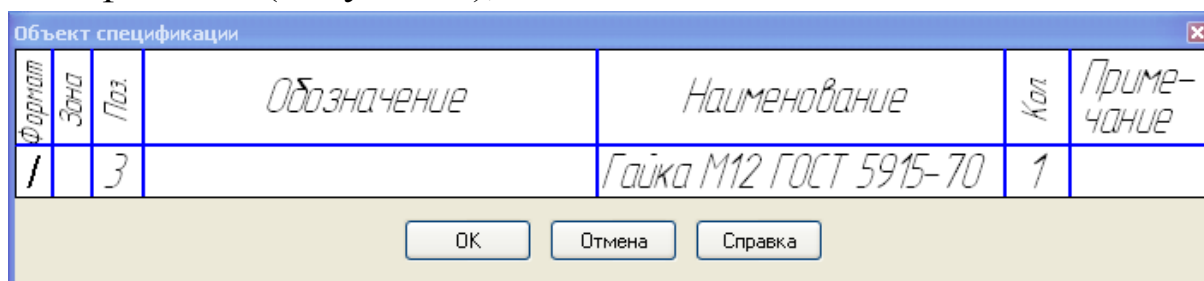 Объект спецификации
Формат Зона Поз. Обозначение Наименование Кол. Приме-
чание
3 Гайка М12 ГОСТ 5915-70 1
ОК Отмена Справка